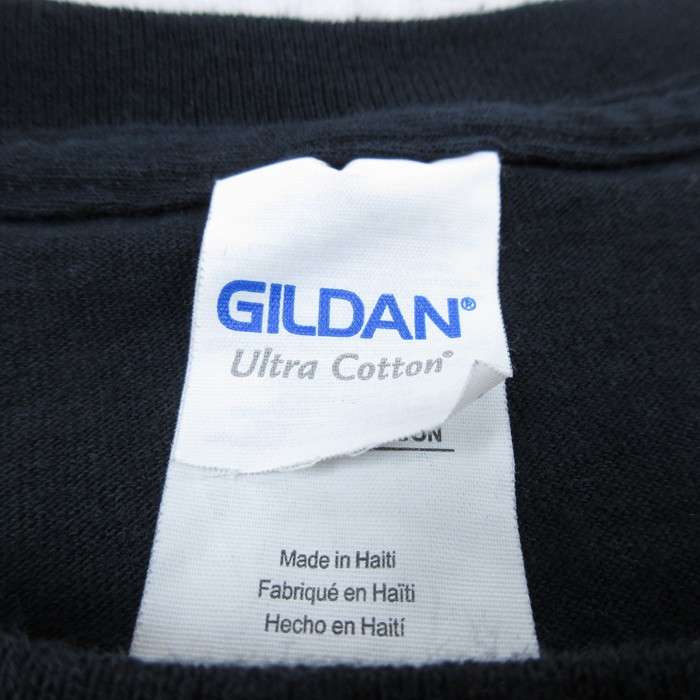 GILDAN®
Ultra Cotton®
Made in Haiti
Fabriqué en Haïti
Hecho en Haití